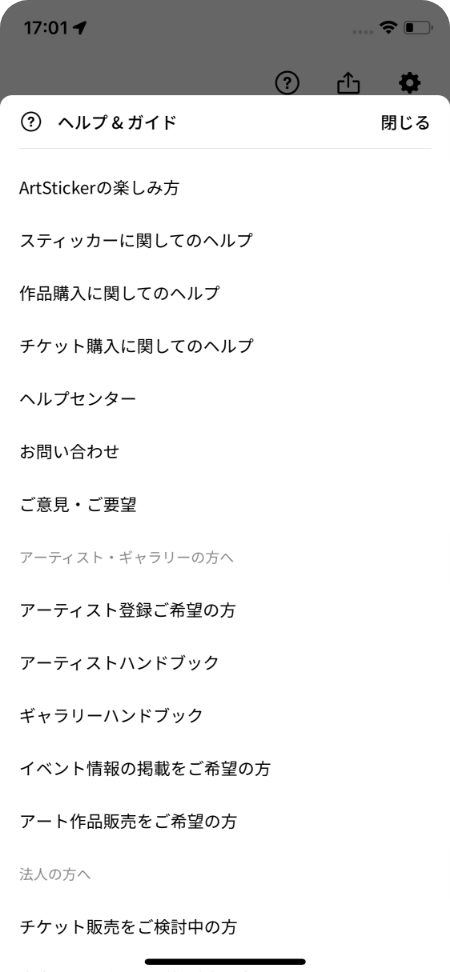 17:01
ヘルプ & ガイド
閉じる
ArtStickerの楽しみ方
スティッカーに関してのヘルプ
作品購入に関してのヘルプ
チケット購入に関してのヘルプ
ヘルプセンター
お問い合わせ
ご意見・ご要望
アーティスト・ギャラリーの方へ
アーティスト登録ご希望の方
アーティストハンドブック
ギャラリーハンドブック
イベント情報の掲載をご希望の方
アート作品販売をご希望の方
法人の方へ
チケット販売をご検討中の方